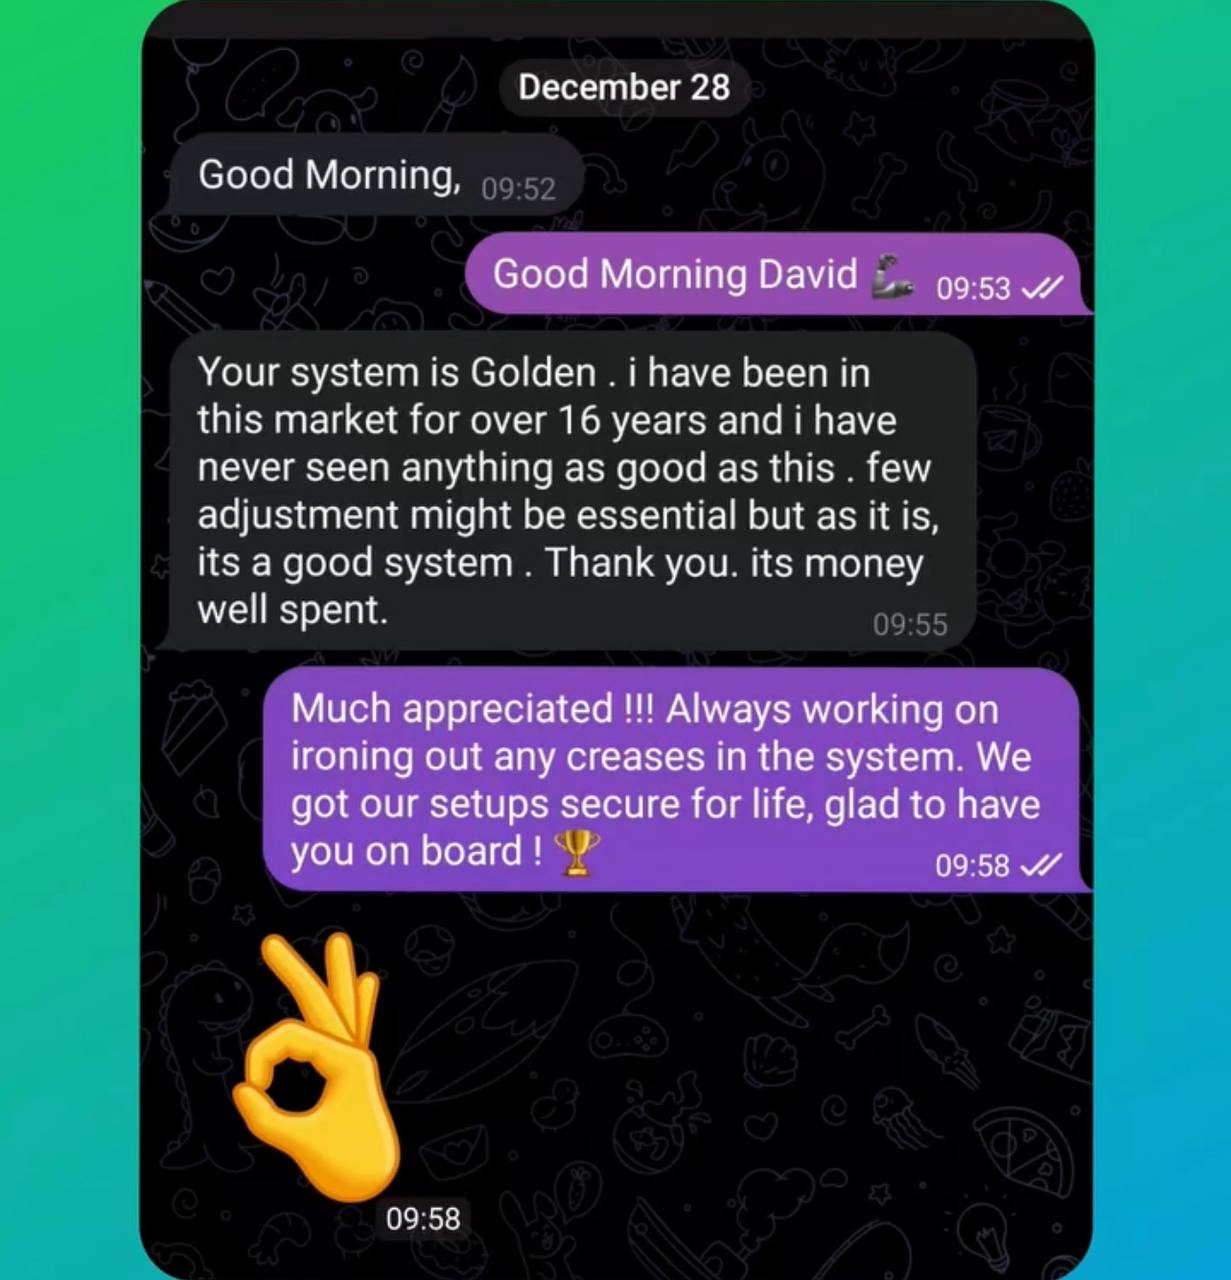 December 28
Good Morning, 09:52
Good Morning David 🦾 09:53
Your system is Golden . i have been in
this market for over 16 years and i have
never seen anything as good as this . few
adjustment might be essential but as it is,
its a good system . Thank you. its money
well spent.
09:55
Much appreciated !!! Always working on
ironing out any creases in the system. We
got our setups secure for life, glad to have
you on board ! 🏆
09:58
09:58